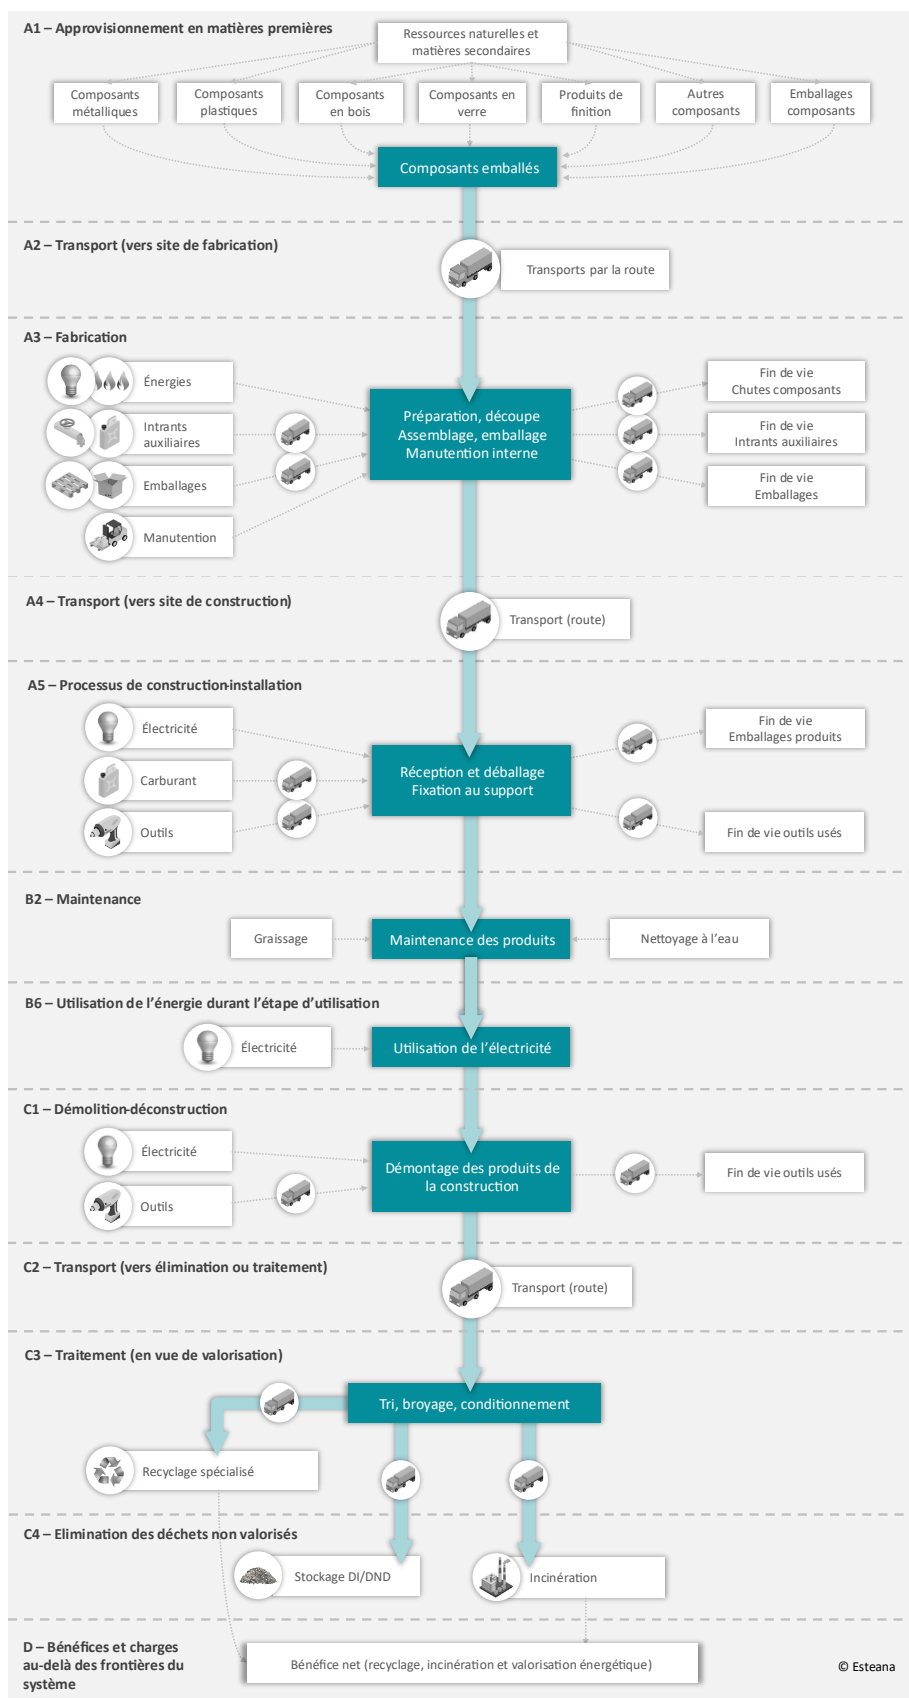 A1 – Approvisionnement en matières premières
Ressources naturelles et
matières secondaires
Composants
métalliques
Composants
plastiques
Composants
en bois
Composants en
verre
Produits de
finition
Autres
composants
Emballages
composants
Composants emballés
A2 – Transport (vers site de fabrication)
Transports par la route
A3 – Fabrication
Énergies
Intrants
auxiliaires
Emballages
Manutention
Préparation, découpe
Assemblage, emballage
Manutention interne
Fin de vie
Chutes composants
Fin de vie
Intrants auxiliaires
Fin de vie
Emballages
A4 – Transport (vers site de construction)
Transport (route)
A5 – Processus de construction-installation
Électricité
Carburant
Outils
Réception et déballage
Fixation au support
Fin de vie
Emballages produits
Fin de vie outils usés
B2 – Maintenance
Graissage
Maintenance des produits
Nettoyage à l’eau
B6 – Utilisation de l’énergie durant l’étape d’utilisation
Électricité
Utilisation de l’électricité
C1 – Démolition-déconstruction
Électricité
Outils
Démontage des produits de
la construction
Fin de vie outils usés
C2 – Transport (vers élimination ou traitement)
Transport (route)
C3 – Traitement (en vue de valorisation)
Tri, broyage, conditionnement
Recyclage spécialisé
C4 – Elimination des déchets non valorisés
Stockage DI/DND
Incinération
D – Bénéfices et charges
au-delà des frontières du
système
Bénéfice net (recyclage, incinération et valorisation énergétique)
© Esteana